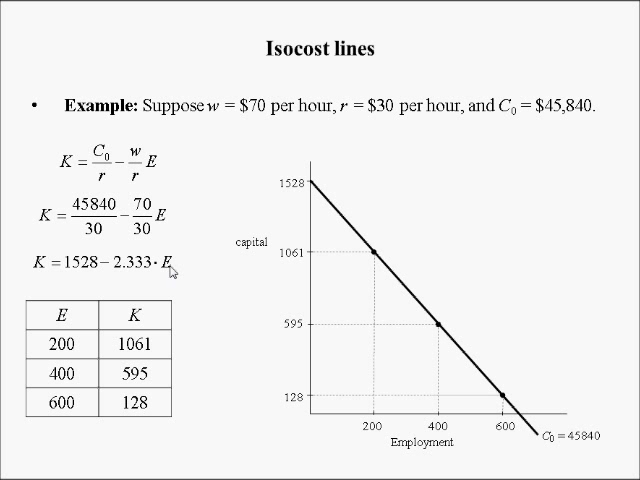 Isocost lines
• Example: Suppose w = $70 per hour, r = $30 per hour, and C₀ = $45,840.
K = C₀/r − w/r E
K = 45840/30 − 70/30 E
K = 1528 − 2.333 · E
E K
200 1061
400 595
600 128
capital
1528
1061
595
128
200 400 600
Employment
C₀ = 45840